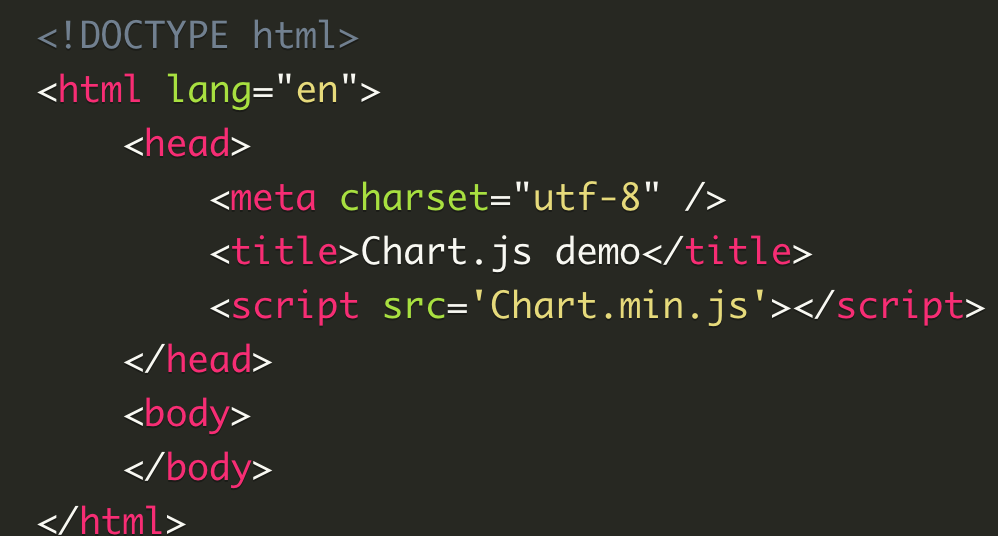 <!DOCTYPE html>
<html lang="en">
    <head>
        <meta charset="utf-8" />
        <title>Chart.js demo</title>
        <script src='Chart.min.js'></script>
    </head>
    <body>
    </body>
</html>